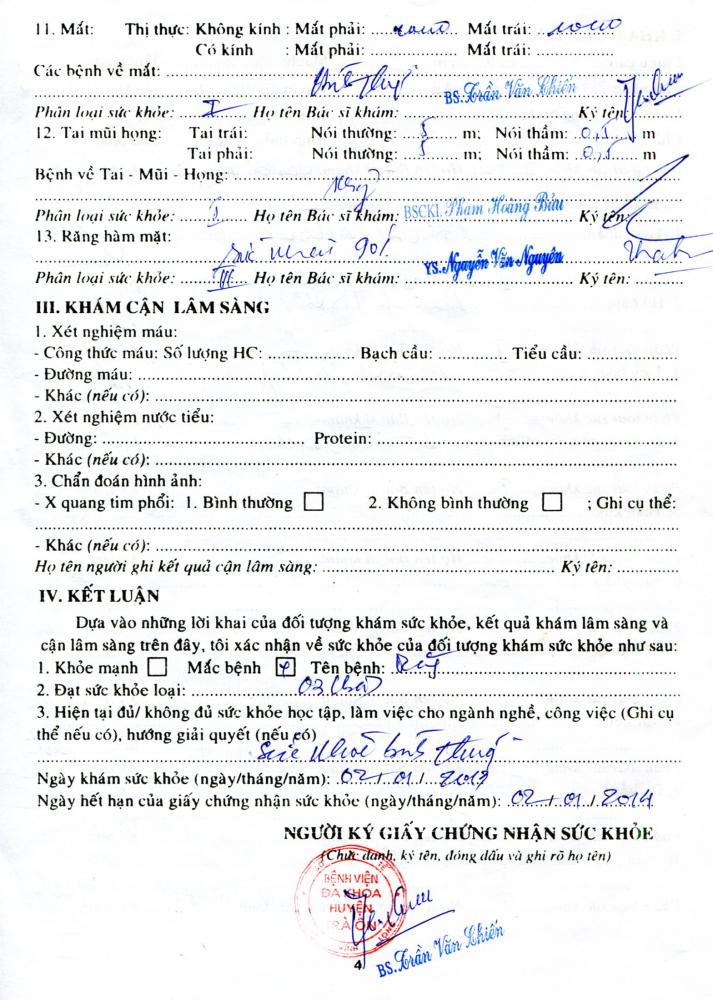 11. Mắt: Thị thực: Không kính : Mắt phải: .......... Mắt trái: ..........
Có kính : Mắt phải: .......... Mắt trái: ..........
Các bệnh về mắt: ..........
Bình thường
BS. Trần Văn Chiến
Phân loại sức khỏe: I Họ tên Bác sĩ khám: .......... Ký tên:
12. Tai mũi họng: Tai trái: Nói thường: 5 m; Nói thầm: 0,5 m
Tai phải: Nói thường: 5 m; Nói thầm: 0,5 m
Bệnh về Tai - Mũi - Họng: ..........
Phân loại sức khỏe: I Họ tên Bác sĩ khám: BSCKI. Phạm Hoàng Bửu Ký tên:
13. Răng hàm mặt: ..........
Sức nhai 90%
YS. Nguyễn Văn Nguyên
Phân loại sức khỏe: III Họ tên Bác sĩ khám: .......... Ký tên: ..........
III. KHÁM CẬN LÂM SÀNG
1. Xét nghiệm máu:
- Công thức máu: Số lượng HC: .......... Bạch cầu: .......... Tiểu cầu: ..........
- Đường máu: ..........
- Khác (nếu có): ..........
2. Xét nghiệm nước tiểu:
- Đường: .......... Protein: ..........
- Khác (nếu có): ..........
3. Chẩn đoán hình ảnh:
- X quang tim phổi: 1. Bình thường ☐ 2. Không bình thường ☐ ; Ghi cụ thể:
- Khác (nếu có): ..........
Họ tên người ghi kết quả cận lâm sàng: .......... Ký tên: ..........
IV. KẾT LUẬN
Dựa vào những lời khai của đối tượng khám sức khỏe, kết quả khám lâm sàng và
cận lâm sàng trên đây, tôi xác nhận về sức khỏe của đối tượng khám sức khỏe như sau:
1. Khỏe mạnh ☐ Mắc bệnh ☑ Tên bệnh: Răng
2. Đạt sức khỏe loại: 03 (ba)
3. Hiện tại đủ/ không đủ sức khỏe học tập, làm việc cho ngành nghề, công việc (Ghi cụ
thể nếu có), hướng giải quyết (nếu có)
Sức khoẻ bình thường
Ngày khám sức khỏe (ngày/tháng/năm): 02 / 01 / 2013
Ngày hết hạn của giấy chứng nhận sức khỏe (ngày/tháng/năm): 02 / 01 / 2014
NGƯỜI KÝ GIẤY CHỨNG NHẬN SỨC KHỎE
(Chức danh, ký tên, đóng dấu và ghi rõ họ tên)
BỆNH VIỆN
ĐA KHOA
HUYỆN
TRÀ ÔN
4
BS. Trần Văn Chiến